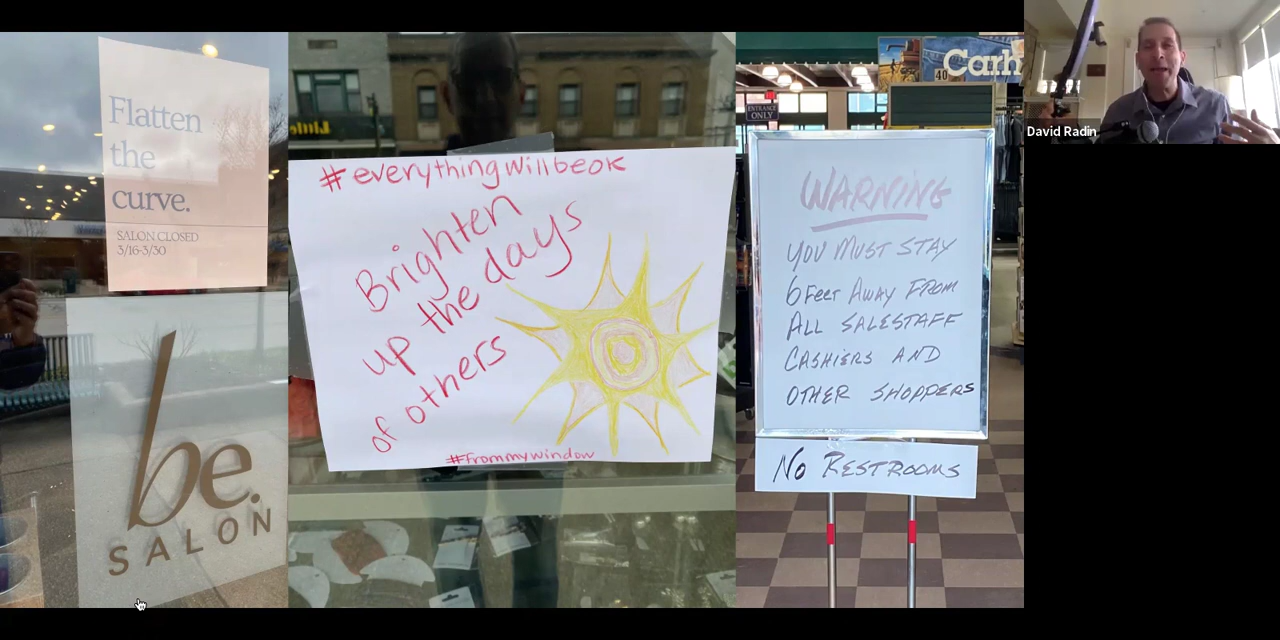 Flatten
the
curve.
SALON CLOSED
3/16-3/30
be.
SALON
#everythingwillbeok
Brighten
up the days
of others
#frommywindow
Carh
40
ENTRANCE
ONLY
WARNING
YOU MUST STAY
6 FEET AWAY FROM
ALL SALESTAFF
CASHIERS AND
OTHER SHOPPERS
NO RESTROOMS
David Radin